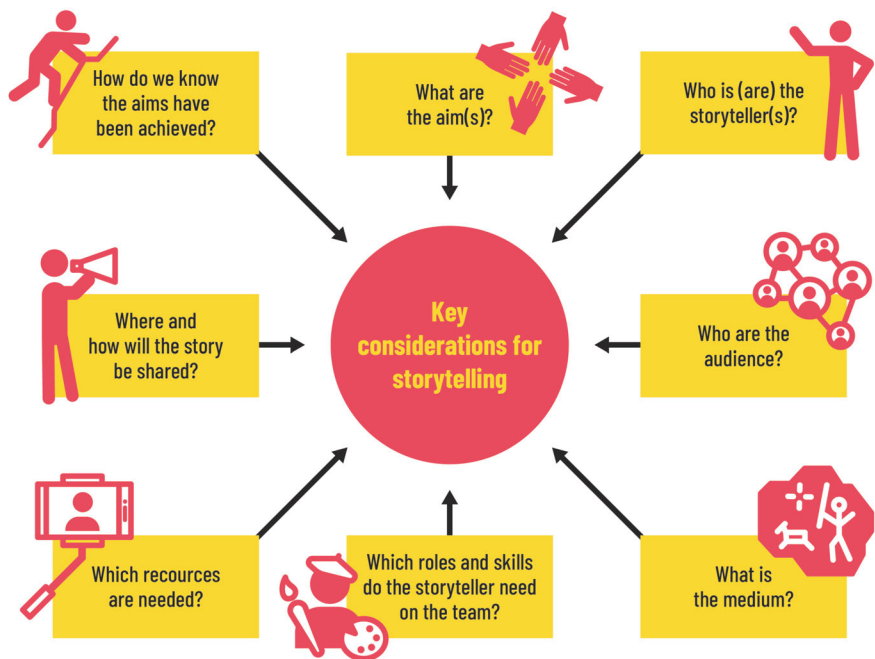 How do we know
the aims have
been achieved?
What are
the aim(s)?
Who is (are) the
storyteller(s)?
Where and
how will the story
be shared?
Key
considerations for
storytelling
Who are the
audience?
Which recources
are needed?
Which roles and skills
do the storyteller need
on the team?
What is
the medium?